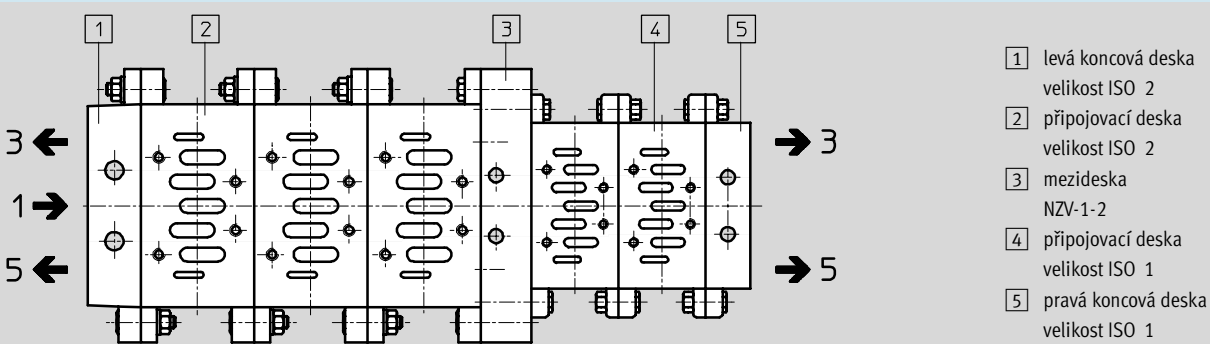 1 2 3 4 5
3 3
1
5 5
1 levá koncová deska
velikost ISO 2
2 připojovací deska
velikost ISO 2
3 mezideska
NZV-1-2
4 připojovací deska
velikost ISO 1
5 pravá koncová deska
velikost ISO 1